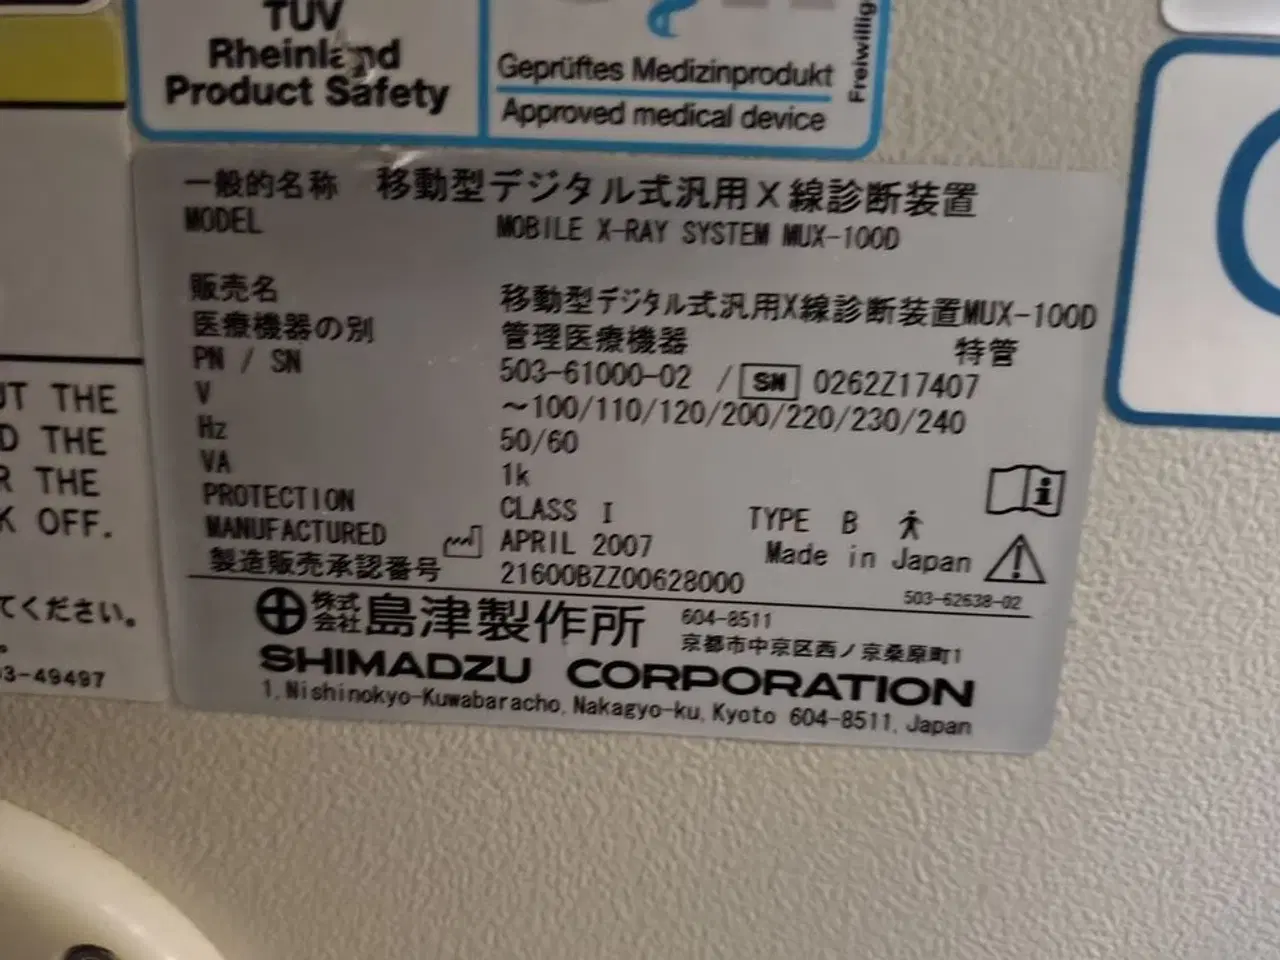 TÜV
Rheinland
Product Safety
Geprüftes Medizinprodukt
Approved medical device
Freiwillig
一般的名称 移動型デジタル式汎用X線診断装置
MODEL MOBILE X-RAY SYSTEM MUX-100D
販売名 移動型デジタル式汎用X線診断装置MUX-100D
医療機器の別 管理医療機器 特管
PN / SN 503-61000-02 / SN 0262Z17407
V ~100/110/120/200/220/230/240
Hz 50/60
VA 1k
PROTECTION CLASS I TYPE B
MANUFACTURED APRIL 2007 Made in Japan
製造販売承認番号 21600BZZ00628000
503-62638-02
株式会社 島津製作所 604-8511
京都市中京区西ノ京桑原町1
SHIMADZU CORPORATION
1, Nishinokyo-Kuwabaracho, Nakagyo-ku, Kyoto 604-8511, Japan
UT THE
D THE
R THE
K OFF.
てください。
3-49497